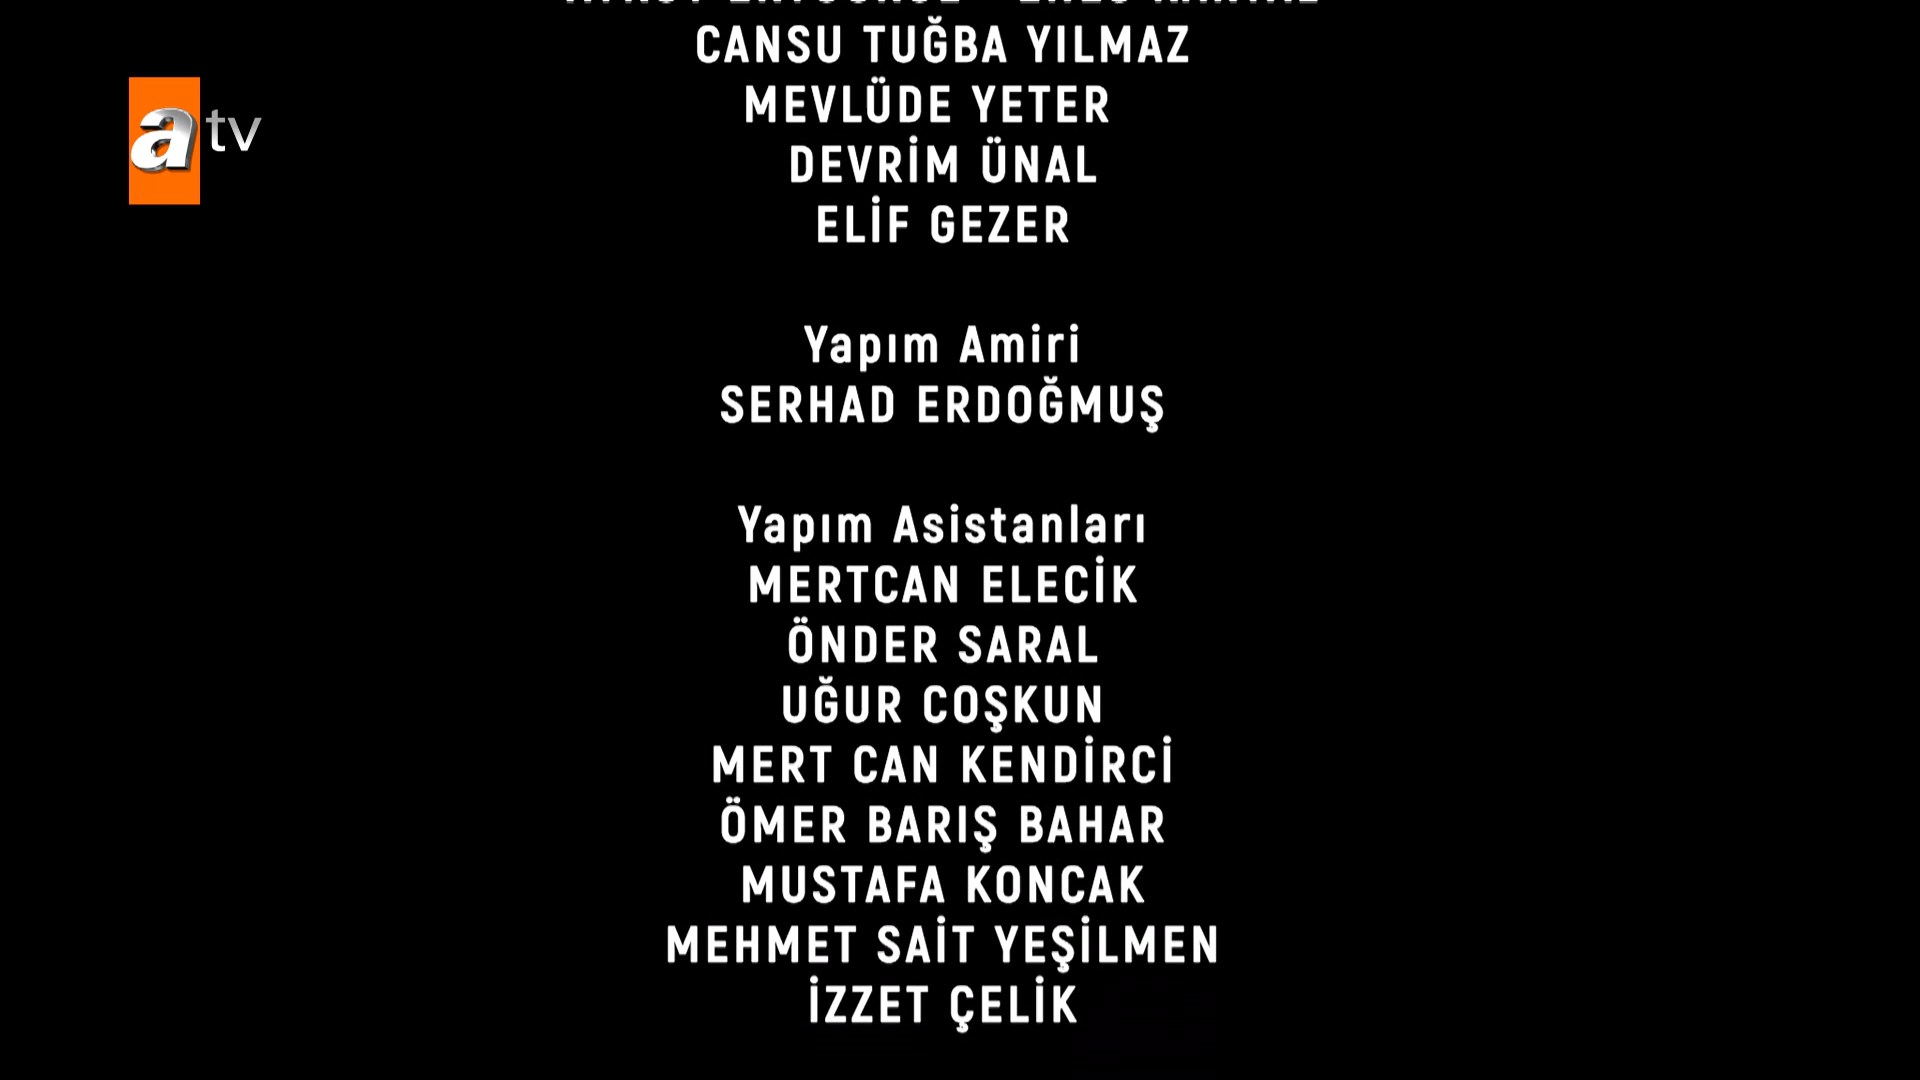 CANSU TUĞBA YILMAZ
MEVLÜDE YETER
DEVRİM ÜNAL
ELİF GEZER
atv
Yapım Amiri
SERHAD ERDOĞMUŞ
Yapım Asistanları
MERTCAN ELECİK
ÖNDER SARAL
UĞUR COŞKUN
MERT CAN KENDİRCİ
ÖMER BARIŞ BAHAR
MUSTAFA KONCAK
MEHMET SAİT YEŞİLMEN
İZZET ÇELİK